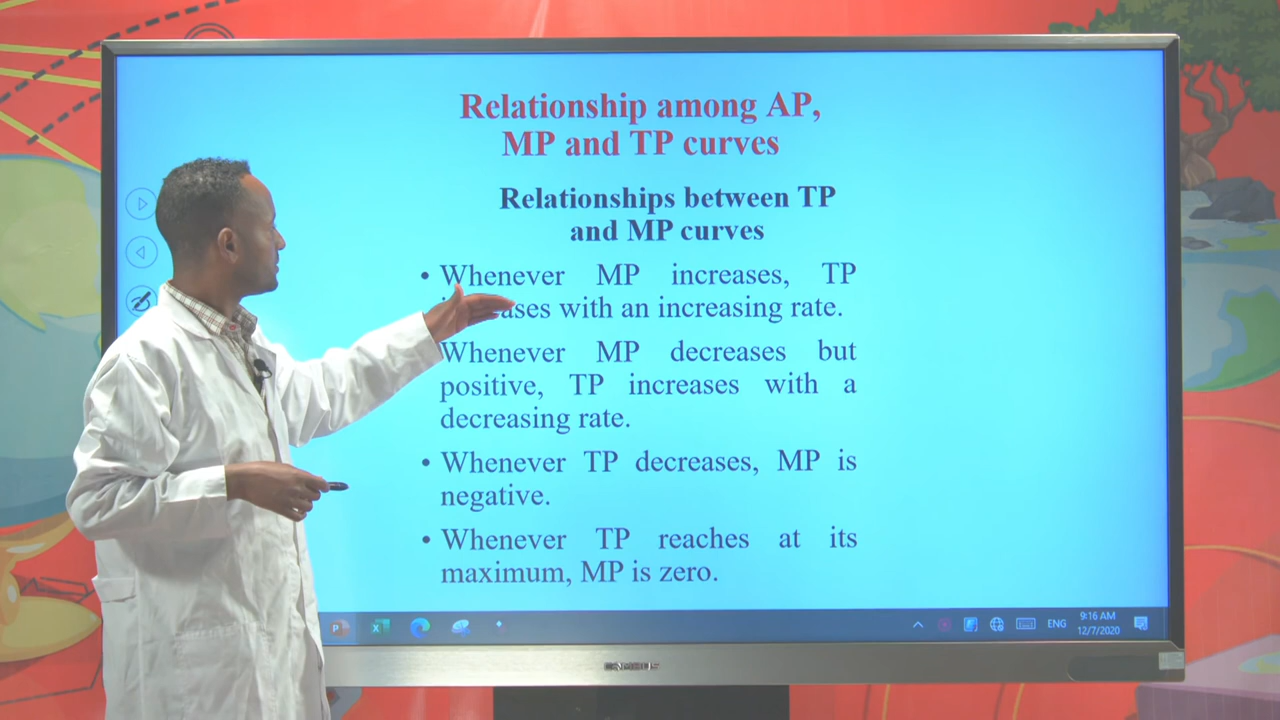 Relationship among AP,
MP and TP curves
Relationships between TP
and MP curves
• Whenever MP increases, TP
with an increasing rate.
Whenever MP decreases but
positive, TP increases with a
decreasing rate.
• Whenever TP decreases, MP is
negative.
• Whenever TP reaches at its
maximum, MP is zero.
ENG
9:16 AM
12/7/2020